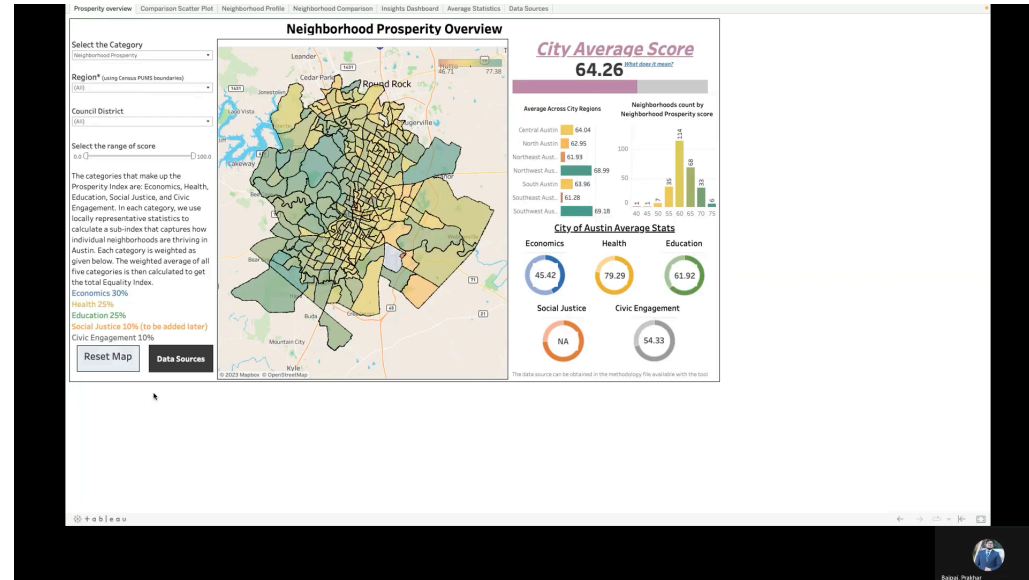 Prosperity overview
Comparison Scatter Plot
Neighborhood Profile
Neighborhood Comparison
Insights Dashboard
Average Statistics
Data Sources
Neighborhood Prosperity Overview
Select the Category
Neighborhood Prosperity
Region* (using Census PUMS boundaries)
(All)
Council District
(All)
Select the range of score
0.0
100.0
The categories that make up the
Prosperity Index are: Economics, Health,
Education, Social Justice, and Civic
Engagement. In each category, we use
locally representative statistics to
calculate a sub-index that captures how
individual neighborhoods are thriving in
Austin. Each category is weighted as
given below. The weighted average of all
five categories is then calculated to get
the total Equality Index.
Economics 30%
Health 25%
Education 25%
Social Justice 10% (to be added later)
Civic Engagement 10%
Reset Map
Data Sources
Leander
Cedar Park
Round Rock
Jonestown
Lago Vista
Lakeway
Buda
Mountain City
Kyle
46.71
77.38
© 2023 Mapbox © OpenStreetMap
City Average Score
64.26
What does it mean?
Average Across City Regions
Central Austin 64.04
North Austin 62.95
Northeast Aust.. 61.93
Northwest Aus.. 68.99
South Austin 63.96
Southeast Aust.. 61.28
Southwest Aus.. 69.18
Neighborhoods count by
Neighborhood Prosperity score
100
50
0
1
1
7
35
114
68
33
6
40 45 50 55 60 65 70 75
City of Austin Average Stats
Economics
Health
Education
45.42
79.29
61.92
Social Justice
Civic Engagement
NA
54.33
The data source can be obtained in the methodology file available with the tool
+ableau
Bajpai, Prakhar